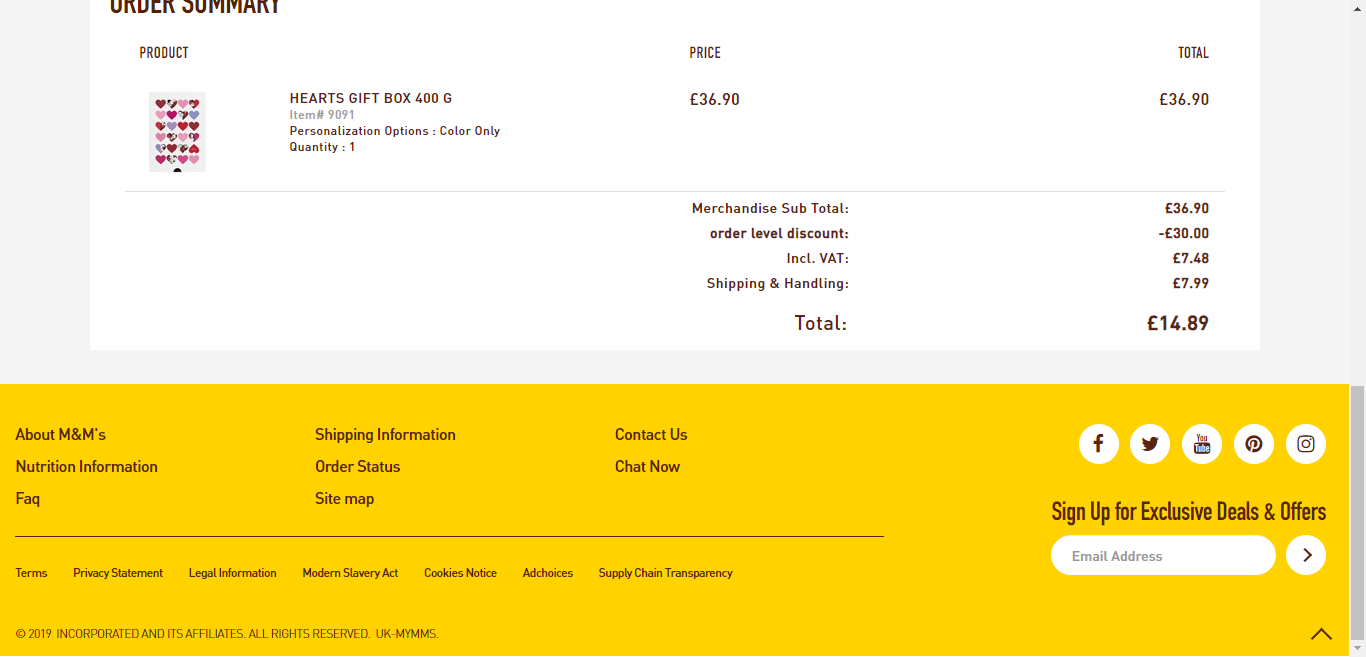 ORDER SUMMARY
PRODUCT PRICE TOTAL
HEARTS GIFT BOX 400 G £36.90 £36.90
Item# 9091
Personalization Options : Color Only
Quantity : 1
Merchandise Sub Total: £36.90
order level discount: -£30.00
Incl. VAT: £7.48
Shipping & Handling: £7.99
Total: £14.89
About M&M's Shipping Information Contact Us
Nutrition Information Order Status Chat Now
Faq Site map
You
Tube
Sign Up for Exclusive Deals & Offers
Email Address
Terms Privacy Statement Legal Information Modern Slavery Act Cookies Notice Adchoices Supply Chain Transparency
© 2019 INCORPORATED AND ITS AFFILIATES. ALL RIGHTS RESERVED. UK-MYMMS.